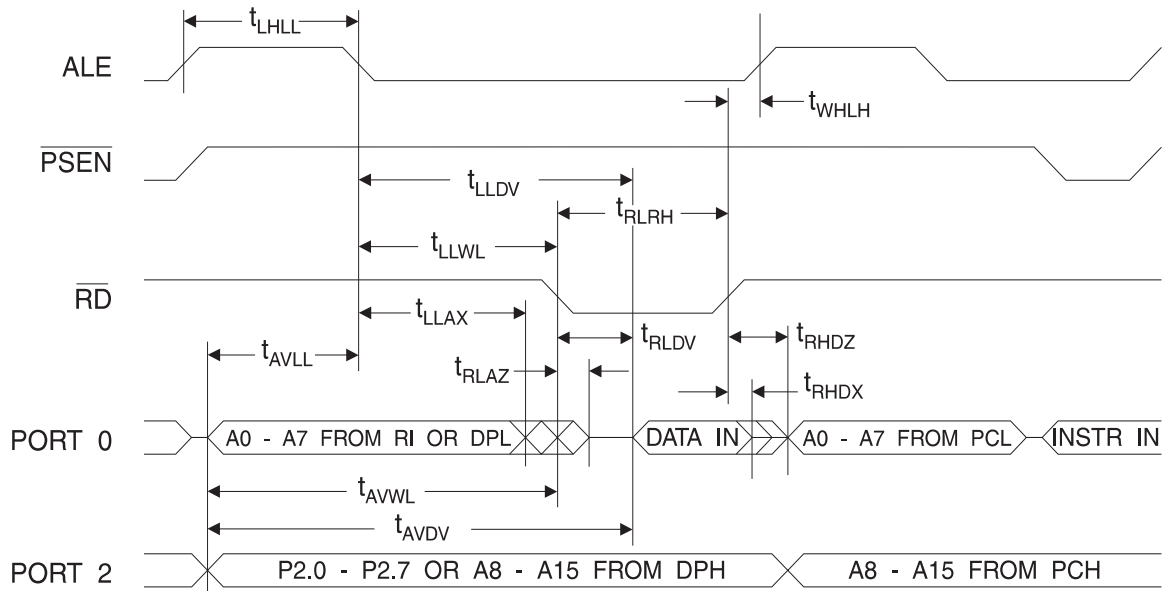 tLHLL
ALE
tWHLH
PSEN
tLLDV
tRLRH
tLLWL
RD
tLLAX
tRLDV
tRHDZ
tAVLL
tRLAZ
tRHDX
PORT 0
A0 - A7 FROM RI OR DPL
DATA IN
A0 - A7 FROM PCL
INSTR IN
tAVWL
tAVDV
PORT 2
P2.0 - P2.7 OR A8 - A15 FROM DPH
A8 - A15 FROM PCH